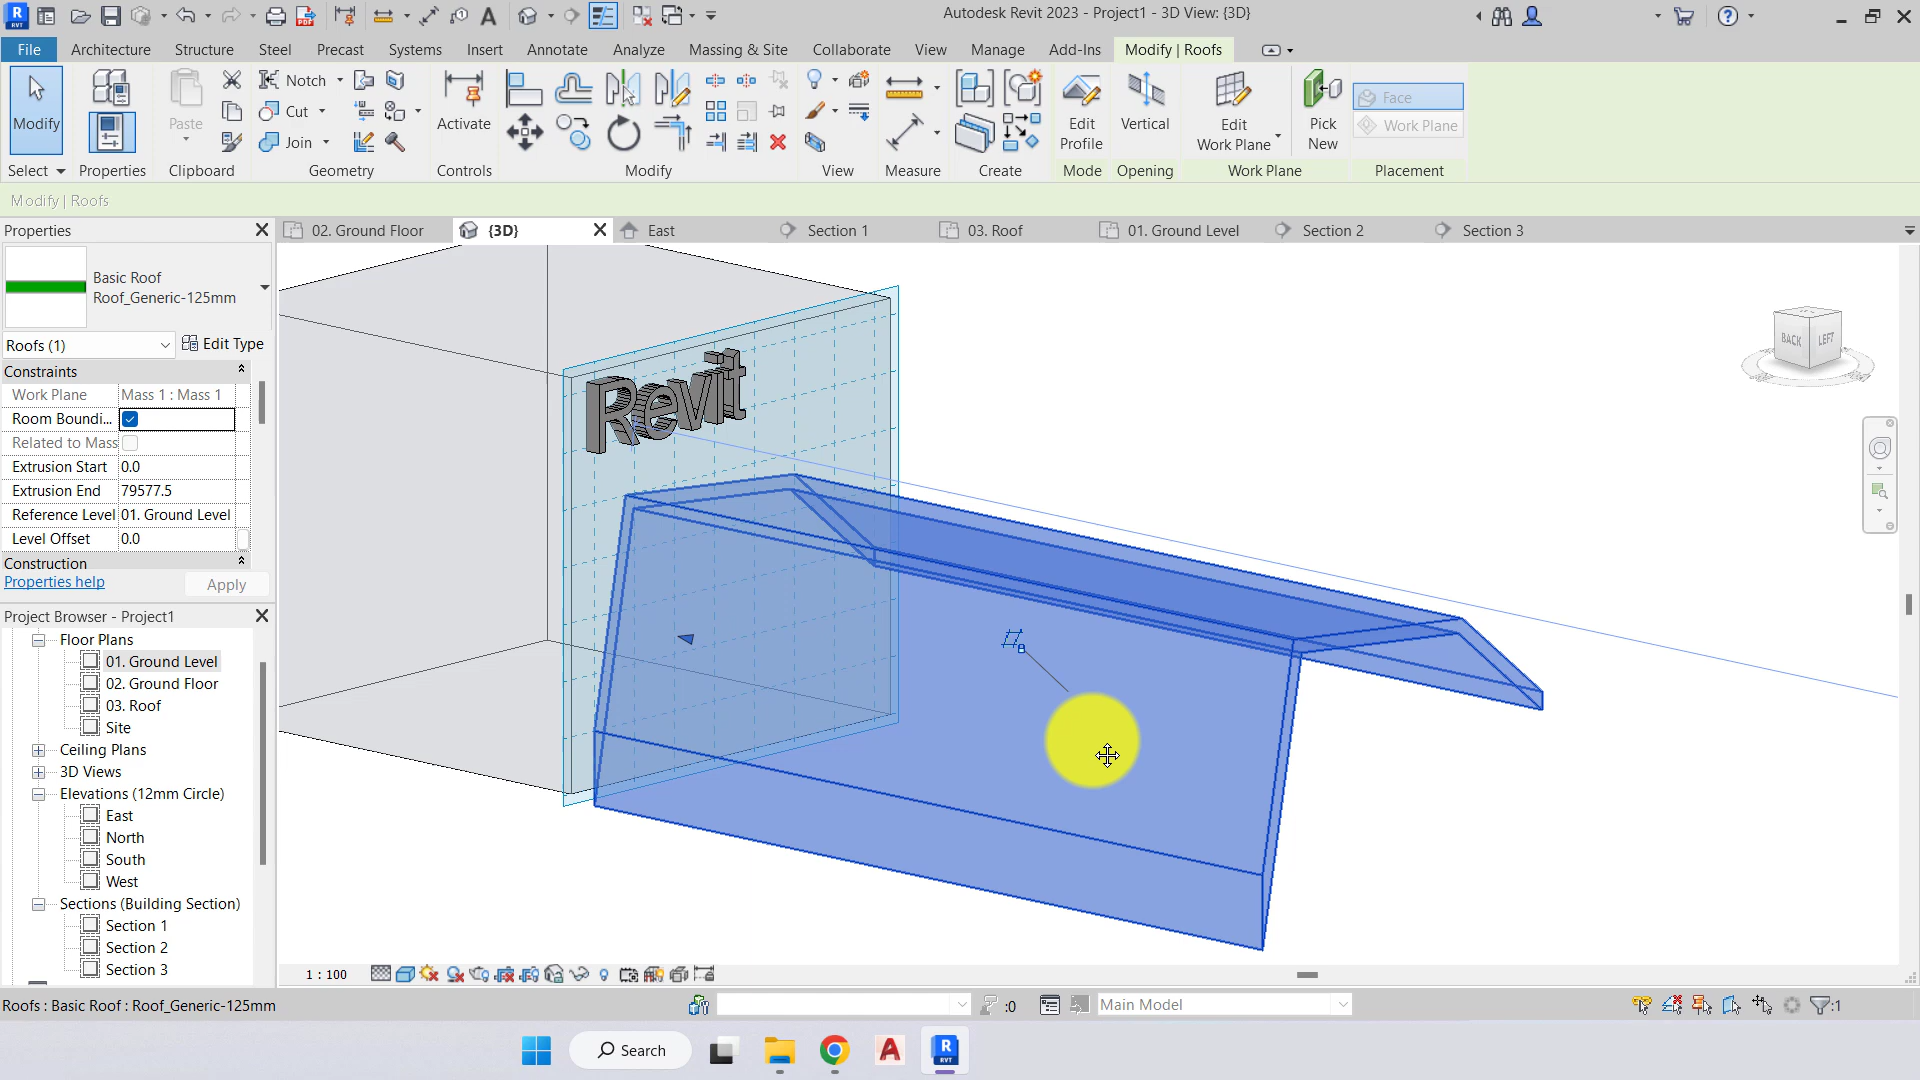 Autodesk Revit 2023 - Project1 - 3D View: {3D}
File Architecture Structure Steel Precast Systems Insert Annotate Analyze Massing & Site Collaborate View Manage Add-Ins Modify | Roofs
Modify
Paste
Notch
Cut
Join
Activate
Edit Profile
Vertical
Edit Work Plane
Pick New
Face
Work Plane
Select Properties Clipboard Geometry Controls Modify View Measure Create Mode Opening Work Plane Placement
Modify | Roofs
Properties
02. Ground Floor {3D} East Section 1 03. Roof 01. Ground Level Section 2 Section 3
Basic Roof
Roof_Generic-125mm
Roofs (1) Edit Type
Constraints
Work Plane Mass 1 : Mass 1
Room Boundi...
Related to Mass
Extrusion Start 0.0
Extrusion End 79577.5
Reference Level 01. Ground Level
Level Offset 0.0
Construction
Properties help Apply
Project Browser - Project1
Floor Plans
01. Ground Level
02. Ground Floor
03. Roof
Site
Ceiling Plans
3D Views
Elevations (12mm Circle)
East
North
South
West
Sections (Building Section)
Section 1
Section 2
Section 3
Revit
BACK LEFT
1 : 100
Roofs : Basic Roof : Roof_Generic-125mm :0 Main Model :1
Search